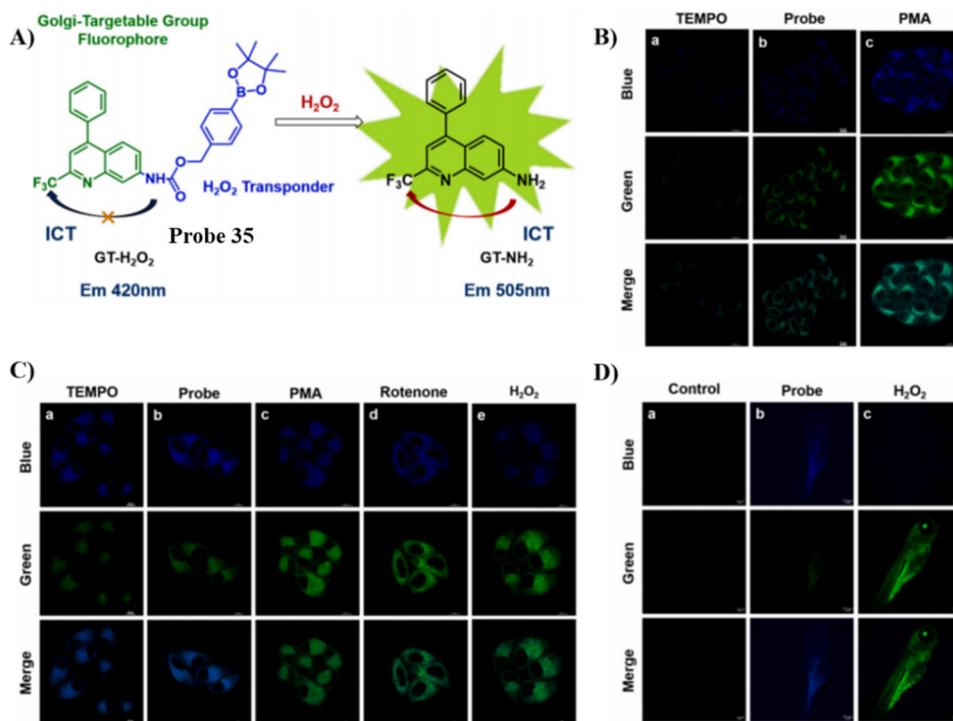 A)
Golgi-Targetable Group
Fluorophore
F₃C
N
NH
O
O
B
O
O
H₂O₂ Transponder
ICT
GT-H₂O₂
Probe 35
Em 420nm
H₂O₂
F₃C
N
NH₂
ICT
GT-NH₂
Em 505nm
B)
TEMPO Probe PMA
a b c
Blue
Green
Merge
C)
TEMPO Probe PMA Rotenone H₂O₂
a b c d e
Blue
Green
Merge
D)
Control Probe H₂O₂
a b c
Blue
Green
Merge